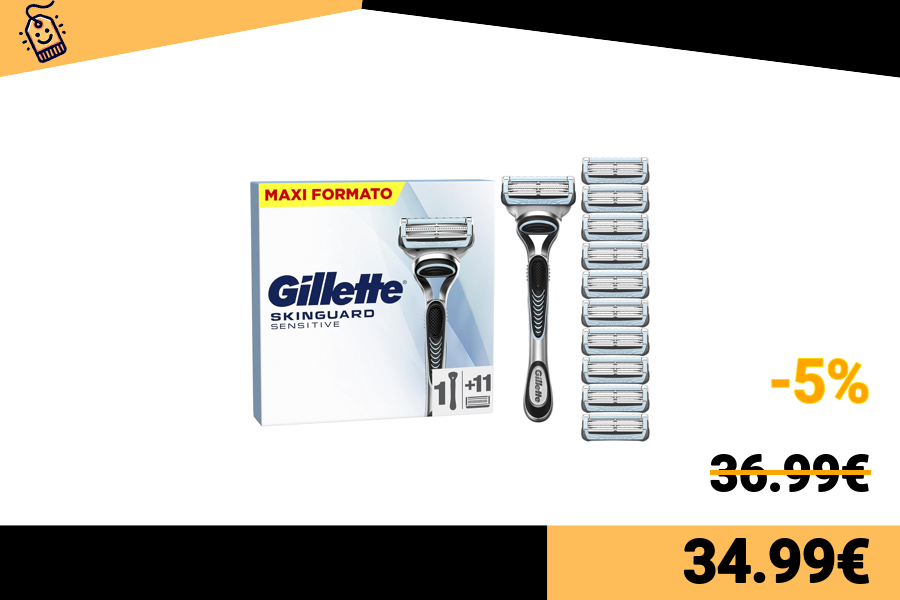 MAXI FORMATO
Gillette®
SKINGUARD
SENSITIVE
1 +11
Gillette
-5%
36.99€
34.99€